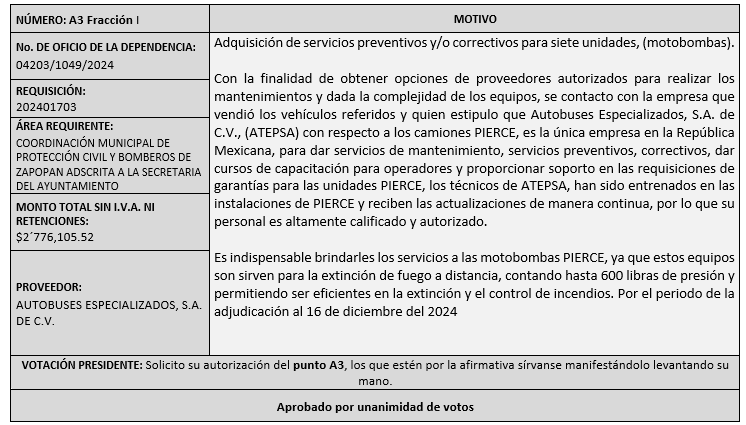 NÚMERO: A3 Fracción I
MOTIVO
No. DE OFICIO DE LA DEPENDENCIA:
04203/1049/2024
REQUISICIÓN:
202401703
ÁREA REQUIRENTE:
COORDINACIÓN MUNICIPAL DE
PROTECCIÓN CIVIL Y BOMBEROS DE
ZAPOPAN ADSCRITA A LA SECRETARIA
DEL AYUNTAMIENTO
MONTO TOTAL SIN I.V.A. NI
RETENCIONES:
$2´776,105.52
PROVEEDOR:
AUTOBUSES ESPECIALIZADOS, S.A.
DE C.V.
Adquisición de servicios preventivos y/o correctivos para siete unidades, (motobombas).
Con la finalidad de obtener opciones de proveedores autorizados para realizar los
mantenimientos y dada la complejidad de los equipos, se contacto con la empresa que
vendió los vehículos referidos y quien estipulo que Autobuses Especializados, S.A. de
C.V., (ATEPSA) con respecto a los camiones PIERCE, es la única empresa en la República
Mexicana, para dar servicios de mantenimiento, servicios preventivos, correctivos, dar
cursos de capacitación para operadores y proporcionar soporto en las requisiciones de
garantías para las unidades PIERCE, los técnicos de ATEPSA, han sido entrenados en las
instalaciones de PIERCE y reciben las actualizaciones de manera continua, por lo que su
personal es altamente calificado y autorizado.
Es indispensable brindarles los servicios a las motobombas PIERCE, ya que estos equipos
son sirven para la extinción de fuego a distancia, contando hasta 600 libras de presión y
permitiendo ser eficientes en la extinción y el control de incendios. Por el periodo de la
adjudicación al 16 de diciembre del 2024
VOTACIÓN PRESIDENTE: Solicito su autorización del punto A3, los que estén por la afirmativa sírvanse manifestándolo levantando su
mano.
Aprobado por unanimidad de votos